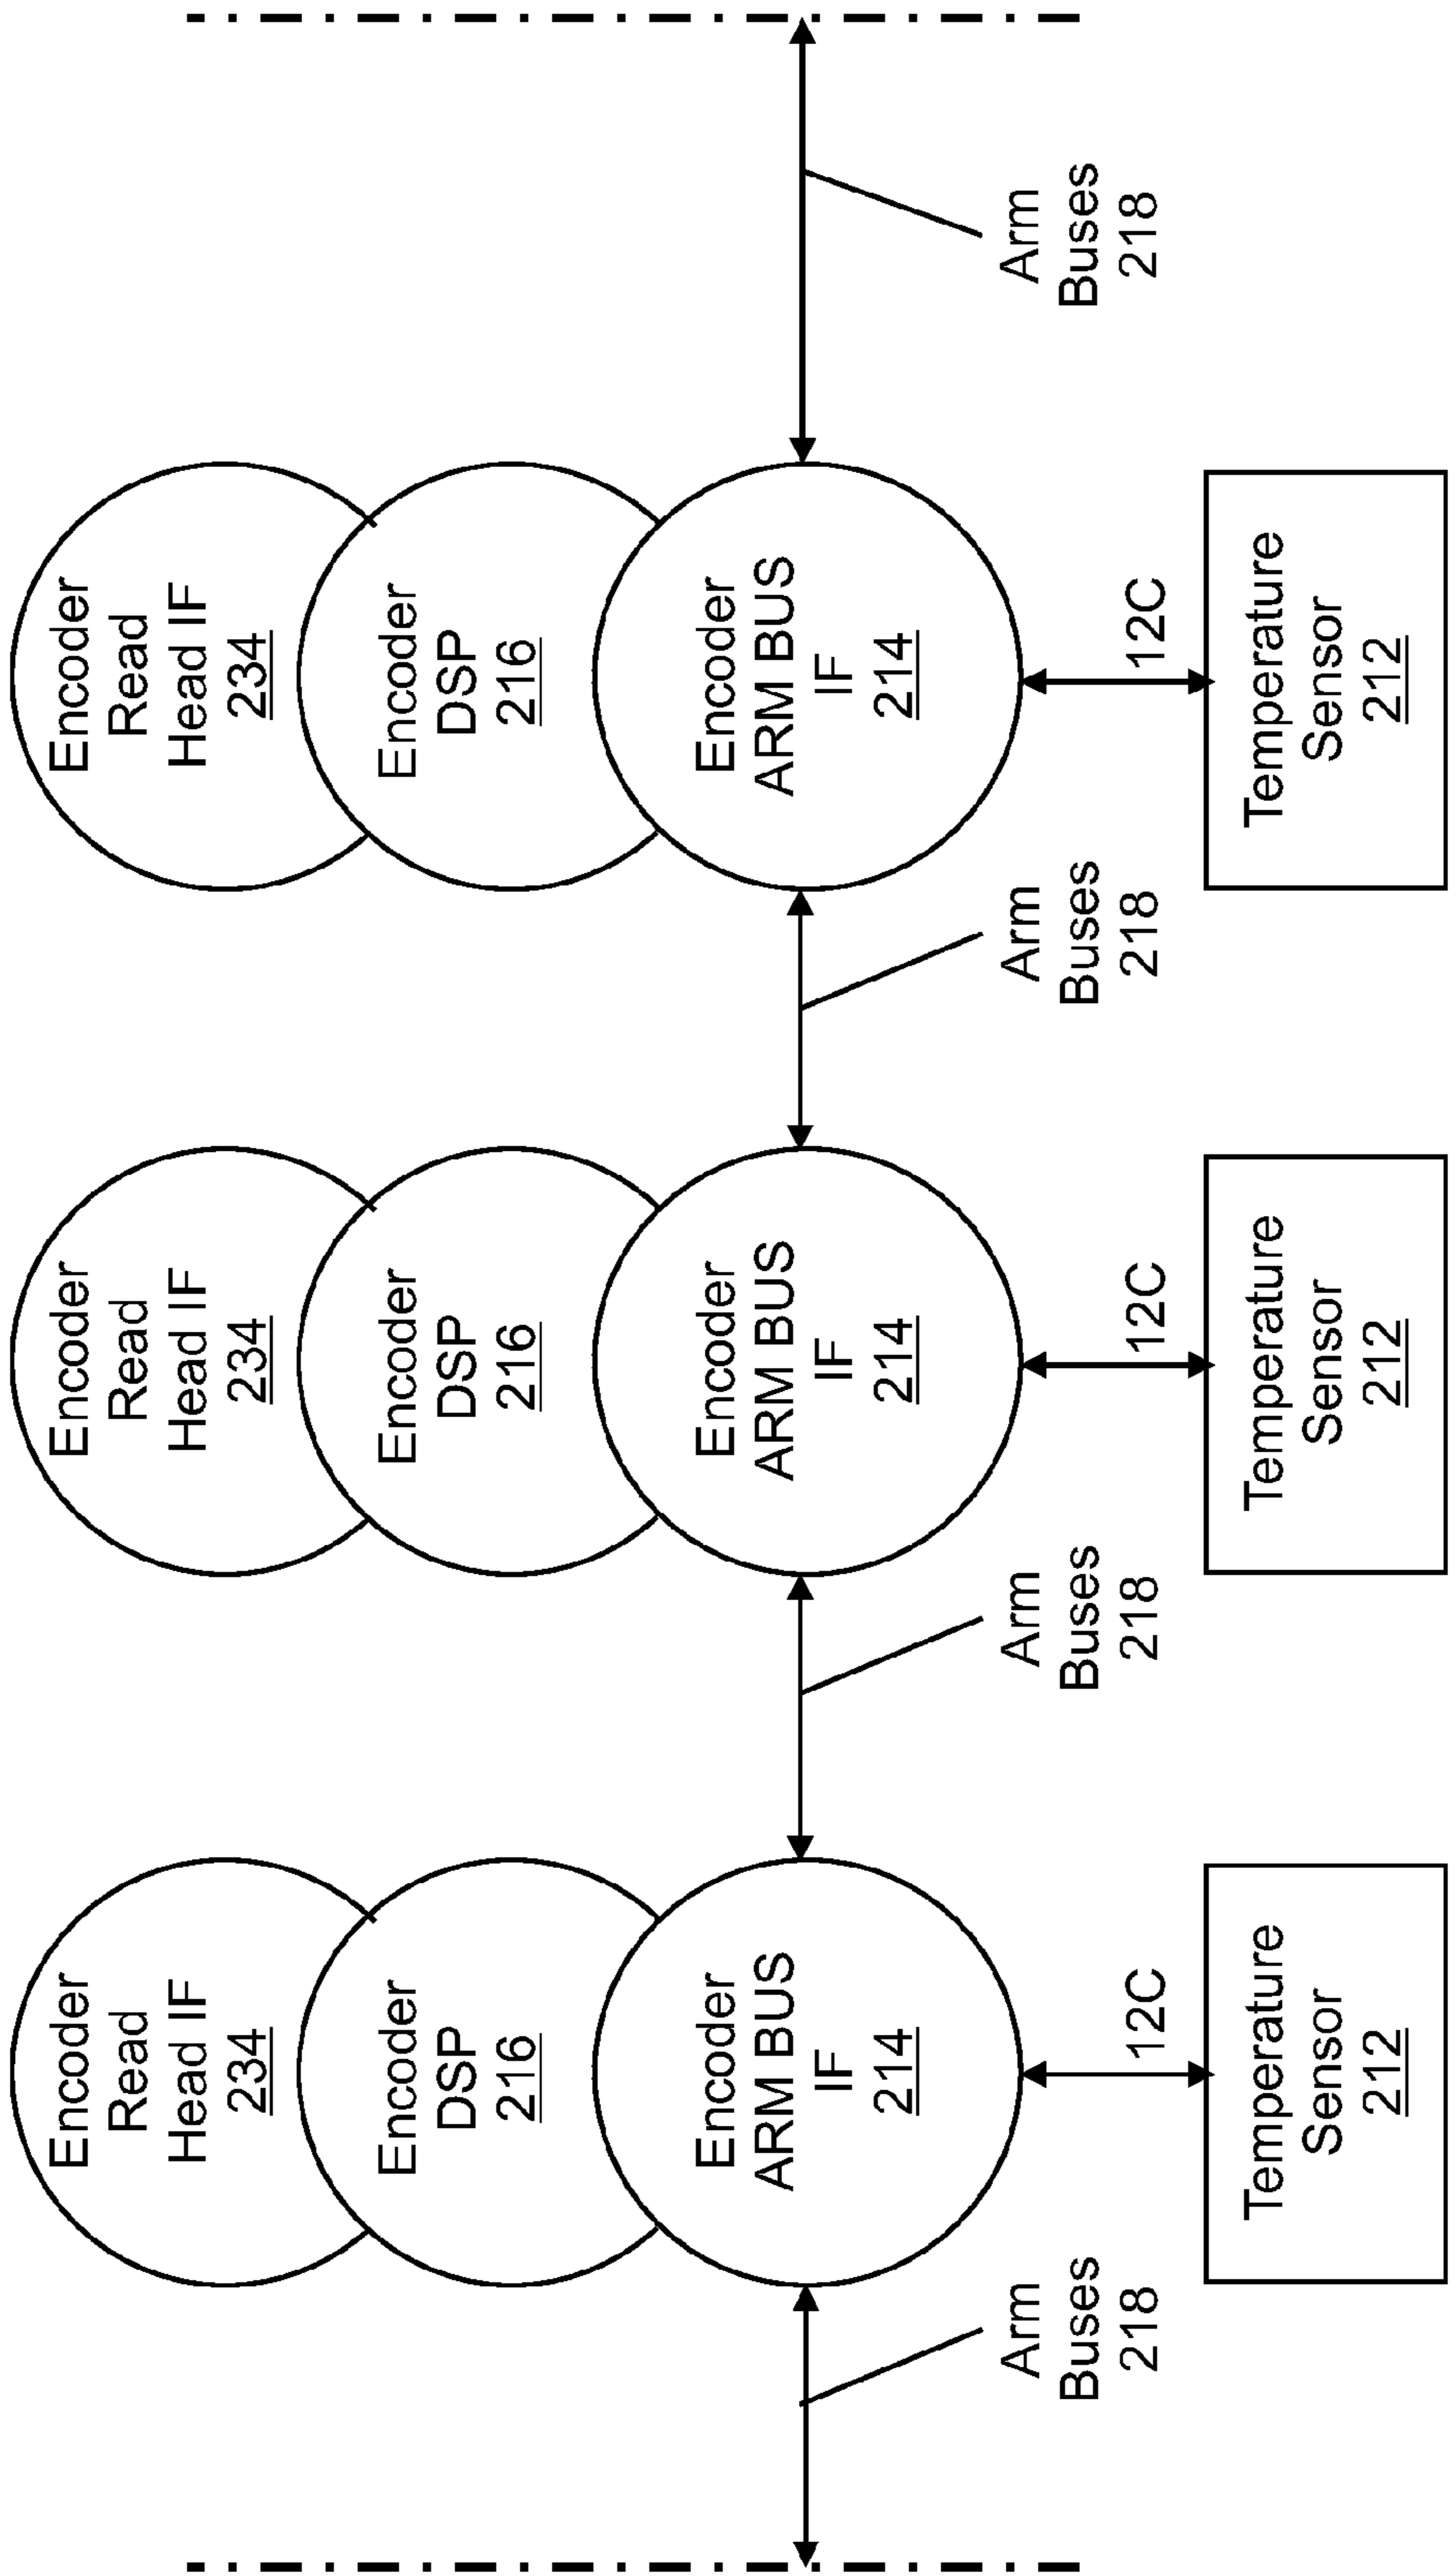 Encoder
Read
Head IF
234
Encoder
DSP
216
Encoder
ARM BUS
IF
214
12C
Temperature
Sensor
212
Arm
Buses
218
Encoder
Read
Head IF
234
Encoder
DSP
216
Encoder
ARM BUS
IF
214
12C
Temperature
Sensor
212
Arm
Buses
218
Encoder
Read
Head IF
234
Encoder
DSP
216
Encoder
ARM BUS
IF
214
12C
Temperature
Sensor
212
Arm
Buses
218
Arm
Buses
218